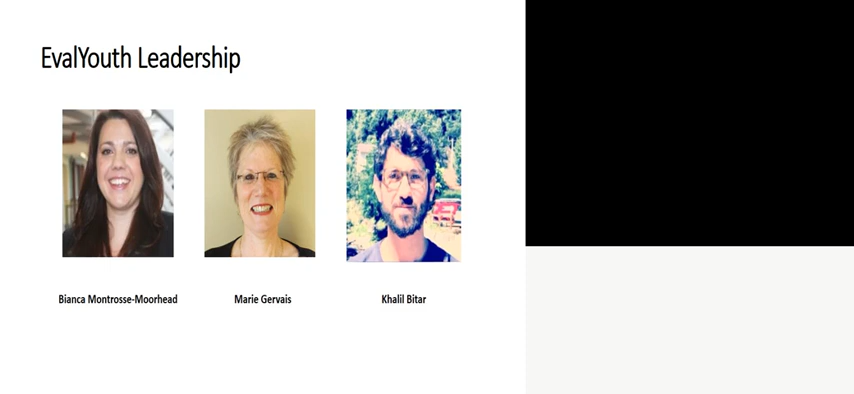 EvalYouth Leadership
Bianca Montrosse-Moorhead
Marie Gervais
Khalil Bitar